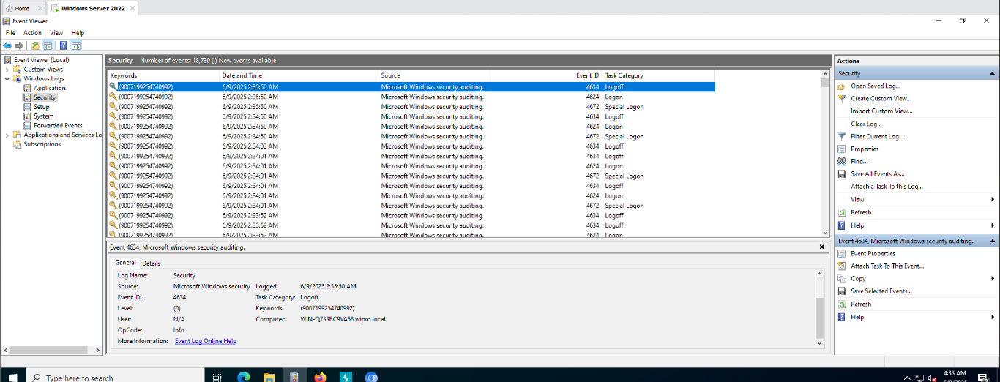 Home
Windows Server 2022
Event Viewer
File Action View Help
Event Viewer (Local)
Custom Views
Windows Logs
Application
Security
Setup
System
Forwarded Events
Applications and Services Lo
Subscriptions
Security Number of events: 18,730 (!) New events available
Keywords Date and Time Source Event ID Task Category
(9007199254740992) 6/9/2025 2:35:50 AM Microsoft Windows security auditing. 4634 Logoff
(9007199254740992) 6/9/2025 2:35:50 AM Microsoft Windows security auditing. 4624 Logon
(9007199254740992) 6/9/2025 2:35:50 AM Microsoft Windows security auditing. 4672 Special Logon
(9007199254740992) 6/9/2025 2:34:50 AM Microsoft Windows security auditing. 4634 Logoff
(9007199254740992) 6/9/2025 2:34:50 AM Microsoft Windows security auditing. 4624 Logon
(9007199254740992) 6/9/2025 2:34:50 AM Microsoft Windows security auditing. 4672 Special Logon
(9007199254740992) 6/9/2025 2:34:03 AM Microsoft Windows security auditing. 4634 Logoff
(9007199254740992) 6/9/2025 2:34:01 AM Microsoft Windows security auditing. 4634 Logoff
(9007199254740992) 6/9/2025 2:34:01 AM Microsoft Windows security auditing. 4624 Logon
(9007199254740992) 6/9/2025 2:34:01 AM Microsoft Windows security auditing. 4672 Special Logon
(9007199254740992) 6/9/2025 2:34:01 AM Microsoft Windows security auditing. 4634 Logoff
(9007199254740992) 6/9/2025 2:34:01 AM Microsoft Windows security auditing. 4624 Logon
(9007199254740992) 6/9/2025 2:34:01 AM Microsoft Windows security auditing. 4672 Special Logon
(9007199254740992) 6/9/2025 2:33:52 AM Microsoft Windows security auditing. 4634 Logoff
(9007199254740992) 6/9/2025 2:33:52 AM Microsoft Windows security auditing. 4634 Logoff
(9007199254740992) 6/9/2025 2:33:52 AM Microsoft Windows security auditing. 4624 Logon
Event 4634, Microsoft Windows security auditing.
General Details
Log Name: Security
Source: Microsoft Windows security Logged: 6/9/2025 2:35:50 AM
Event ID: 4634 Task Category: Logoff
Level: (0) Keywords: (9007199254740992)
User: N/A Computer: WIN-Q733BC9VA58.wipro.local
OpCode: Info
More Information: Event Log Online Help
Actions
Security
Open Saved Log...
Create Custom View...
Import Custom View...
Clear Log...
Filter Current Log...
Properties
Find...
Save All Events As...
Attach a Task To this Log...
View
Refresh
Help
Event 4634, Microsoft Windows security auditing.
Event Properties
Attach Task To This Event...
Copy
Save Selected Events...
Refresh
Help
Type here to search
4:33 AM